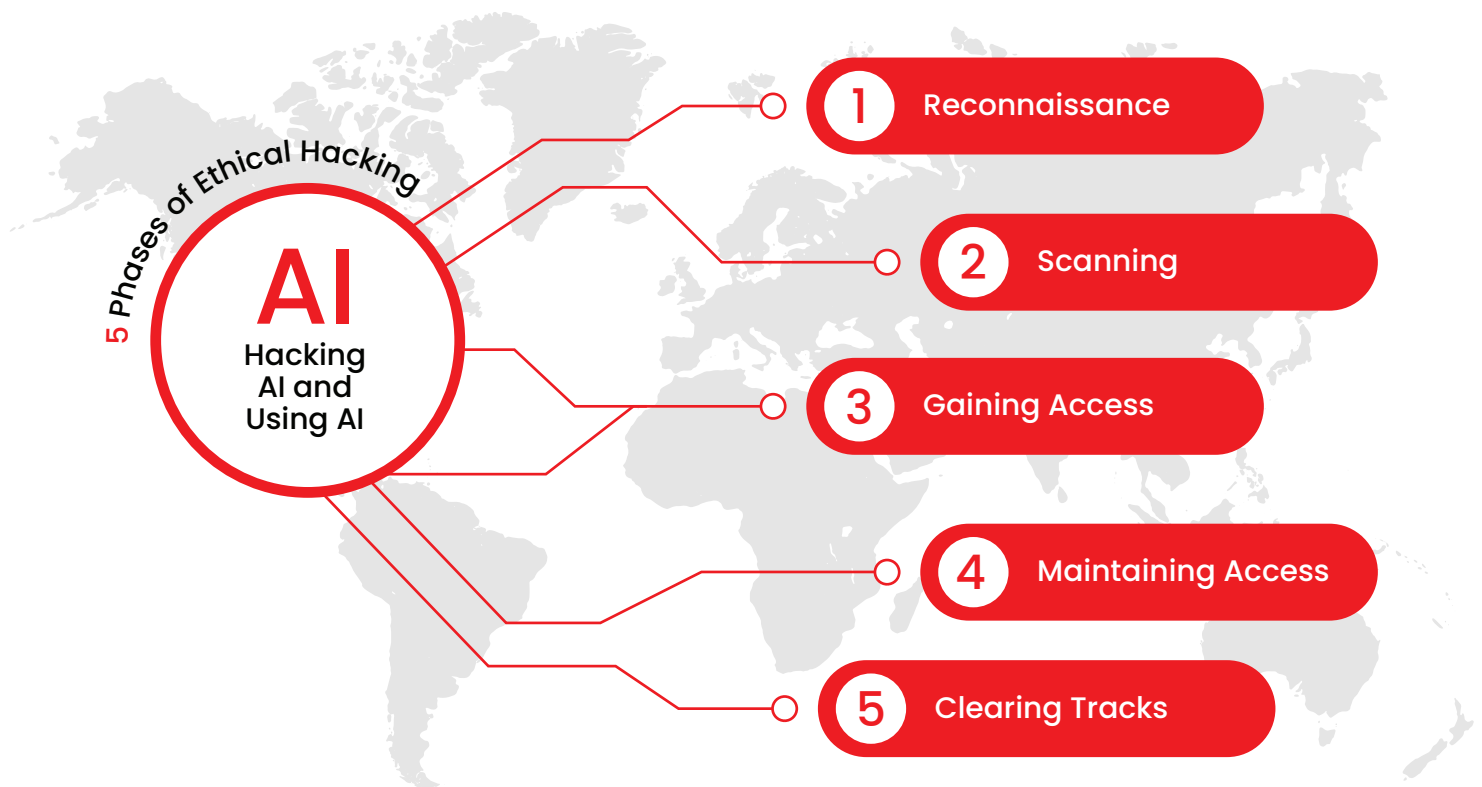 5 Phases of Ethical Hacking
AI
Hacking
AI and
Using AI
1 Reconnaissance
2 Scanning
3 Gaining Access
4 Maintaining Access
5 Clearing Tracks